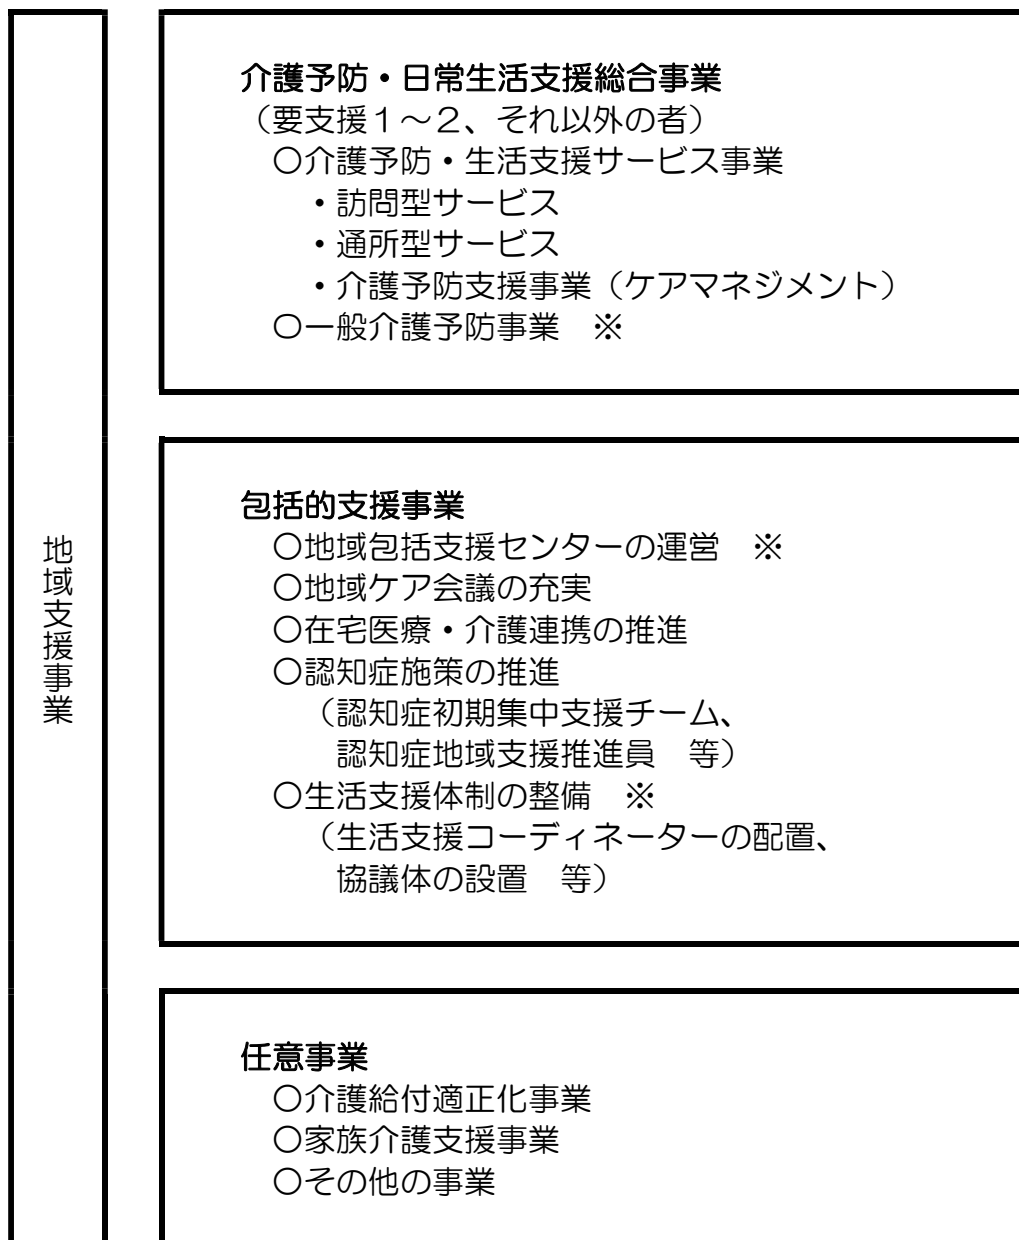 地域支援事業
介護予防・日常生活支援総合事業
（要支援１～２、それ以外の者）
○介護予防・生活支援サービス事業
・訪問型サービス
・通所型サービス
・介護予防支援事業（ケアマネジメント）
○一般介護予防事業　※
包括的支援事業
○地域包括支援センターの運営　※
○地域ケア会議の充実
○在宅医療・介護連携の推進
○認知症施策の推進
（認知症初期集中支援チーム、
認知症地域支援推進員　等）
○生活支援体制の整備　※
（生活支援コーディネーターの配置、
協議体の設置　等）
任意事業
○介護給付適正化事業
○家族介護支援事業
○その他の事業